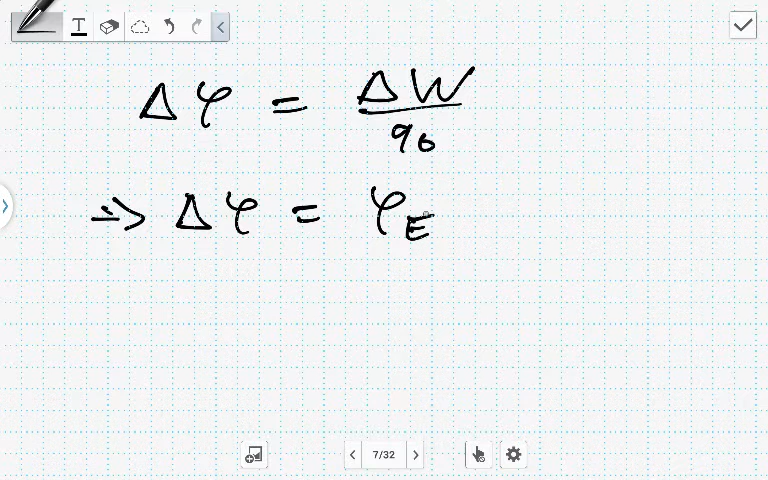 T
Δφ = ΔW / q₀
⇒ Δφ = φ_E
7/32